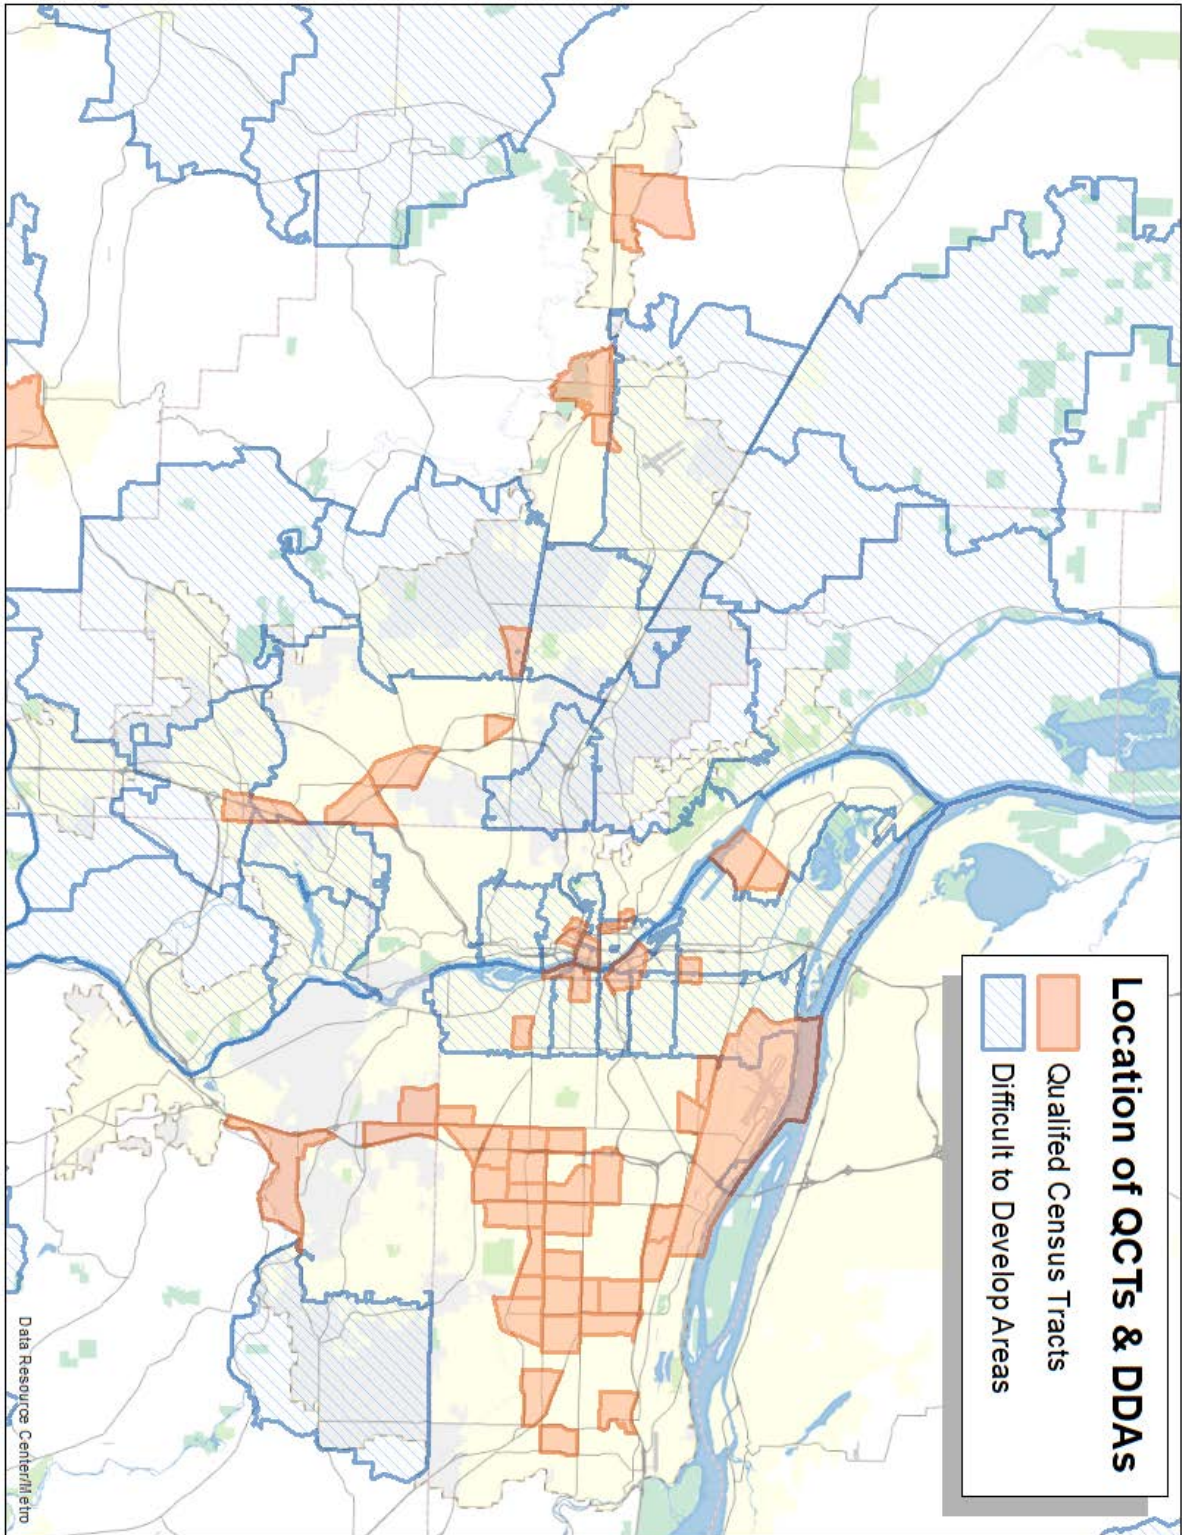 Location of QCTs & DDAs
Qualifed Census Tracts
Difficult to Develop Areas
Data Resource Center/Metro